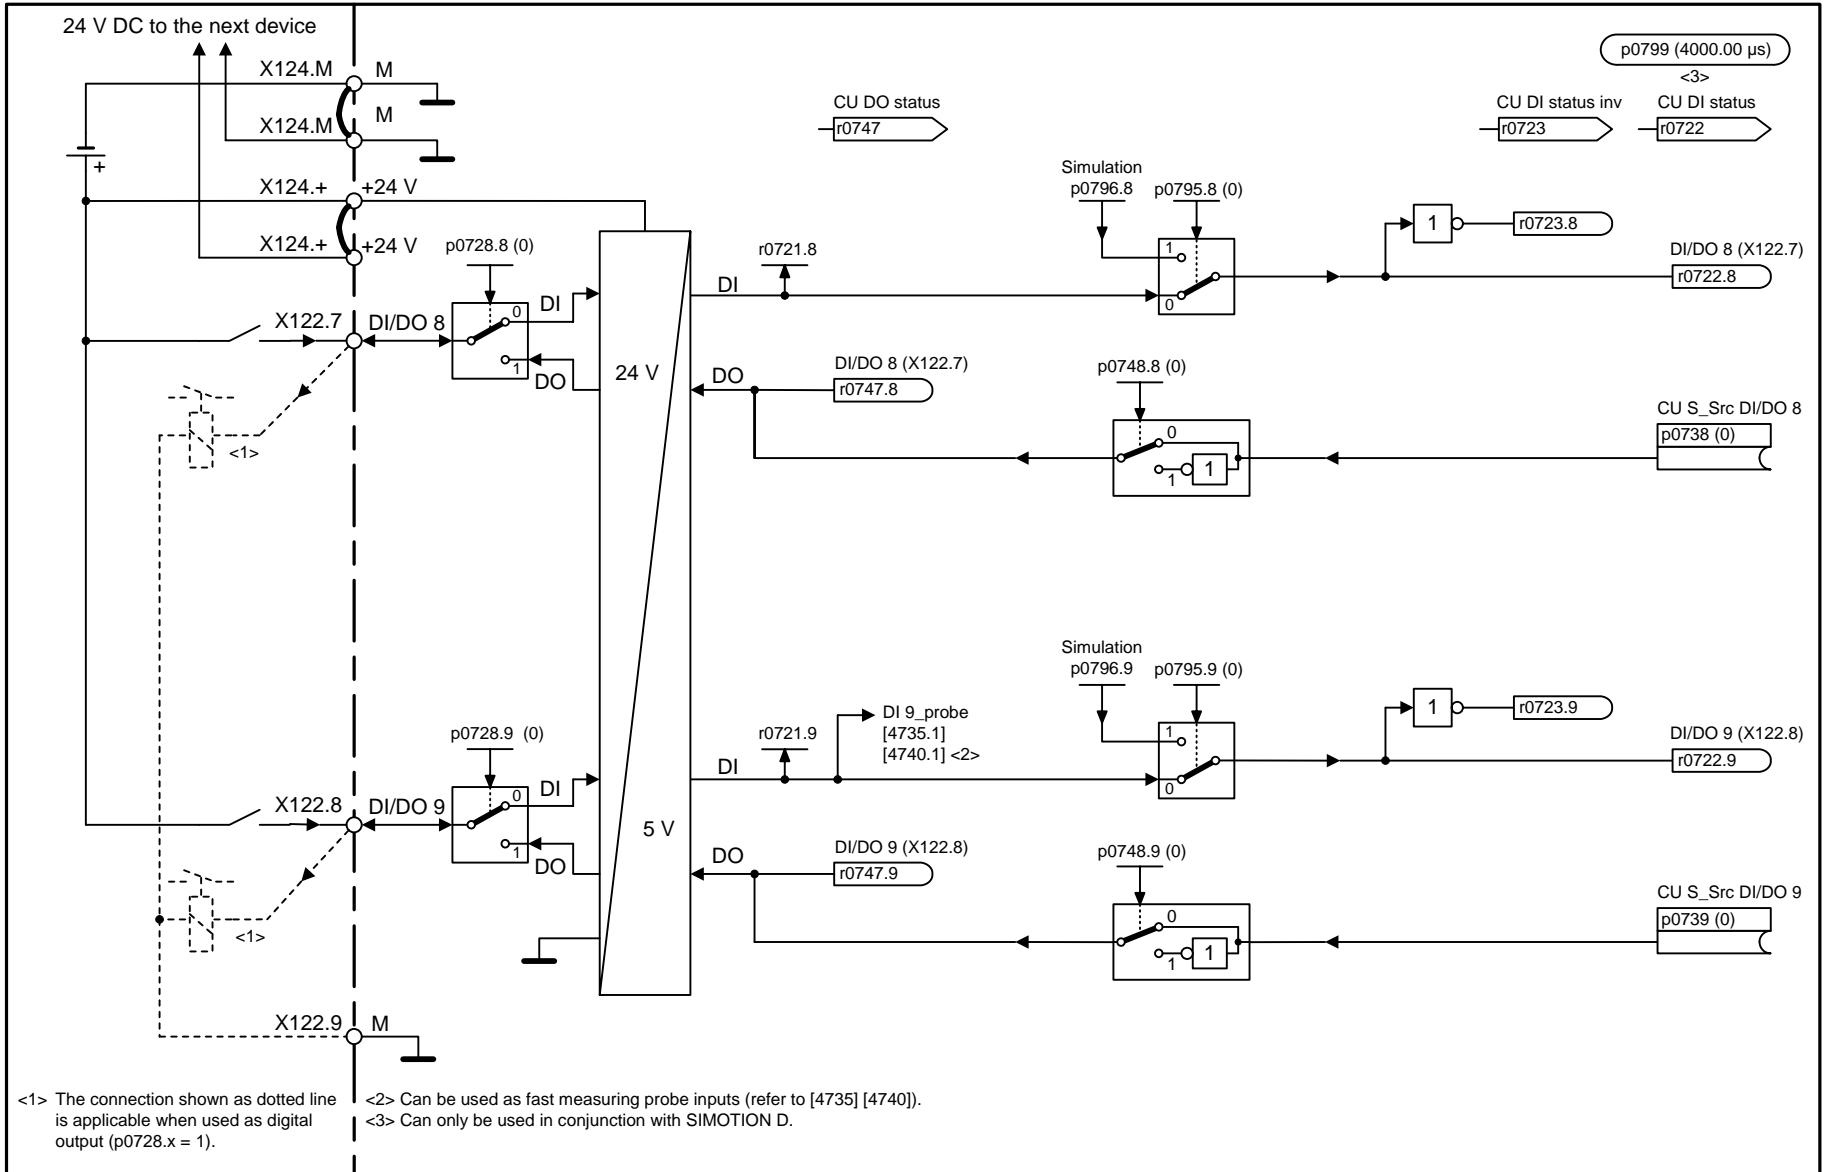 24 V DC to the next device
p0799 (4000.00 µs)
<3>
X124.M
M
X124.M
M
+
X124.+
+24 V
X124.+
+24 V
CU DO status
r0747
CU DI status inv
r0723
CU DI status
r0722
p0728.8 (0)
X122.7
DI/DO 8
0
1
DI
DO
<1>
24 V
5 V
DI
r0721.8
Simulation
p0796.8
p0795.8 (0)
1
0
1
r0723.8
DI/DO 8 (X122.7)
r0722.8
DO
DI/DO 8 (X122.7)
r0747.8
p0748.8 (0)
0
1
1
CU S_Src DI/DO 8
p0738 (0)
p0728.9 (0)
X122.8
DI/DO 9
0
1
DI
DO
<1>
DI
r0721.9
DI 9_probe
[4735.1]
[4740.1] <2>
Simulation
p0796.9
p0795.9 (0)
1
0
1
r0723.9
DI/DO 9 (X122.8)
r0722.9
DO
DI/DO 9 (X122.8)
r0747.9
p0748.9 (0)
0
1
1
CU S_Src DI/DO 9
p0739 (0)
X122.9
M
<1> The connection shown as dotted line
is applicable when used as digital
output (p0728.x = 1).
<2> Can be used as fast measuring probe inputs (refer to [4735] [4740]).
<3> Can only be used in conjunction with SIMOTION D.